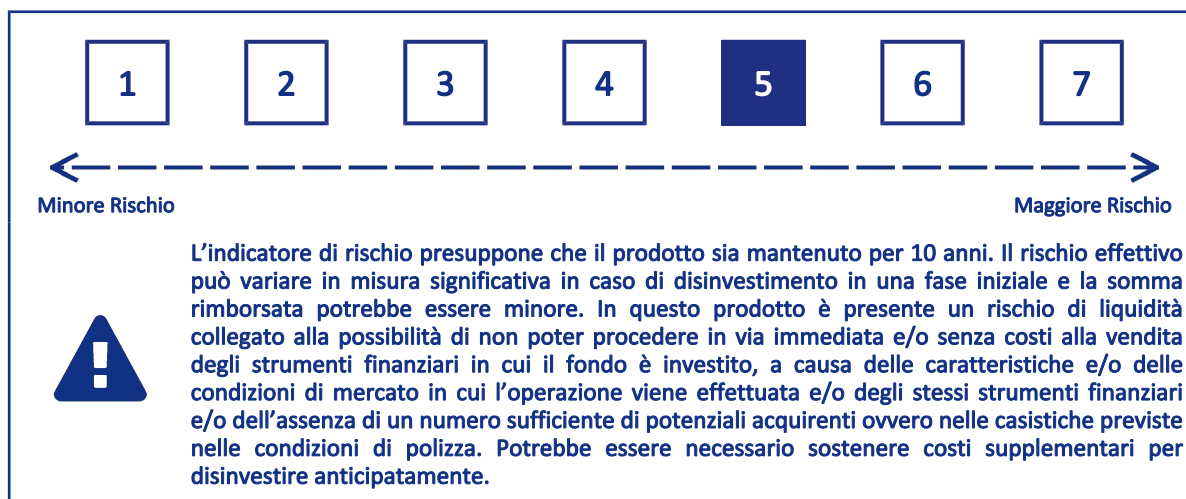 1 2 3 4 5 6 7
Minore Rischio Maggiore Rischio
L'indicatore di rischio presuppone che il prodotto sia mantenuto per 10 anni. Il rischio effettivo
può variare in misura significativa in caso di disinvestimento in una fase iniziale e la somma
rimborsata potrebbe essere minore. In questo prodotto è presente un rischio di liquidità
collegato alla possibilità di non poter procedere in via immediata e/o senza costi alla vendita
degli strumenti finanziari in cui il fondo è investito, a causa delle caratteristiche e/o delle
condizioni di mercato in cui l'operazione viene effettuata e/o degli stessi strumenti finanziari
e/o dell'assenza di un numero sufficiente di potenziali acquirenti ovvero nelle casistiche previste
nelle condizioni di polizza. Potrebbe essere necessario sostenere costi supplementari per
disinvestire anticipatamente.